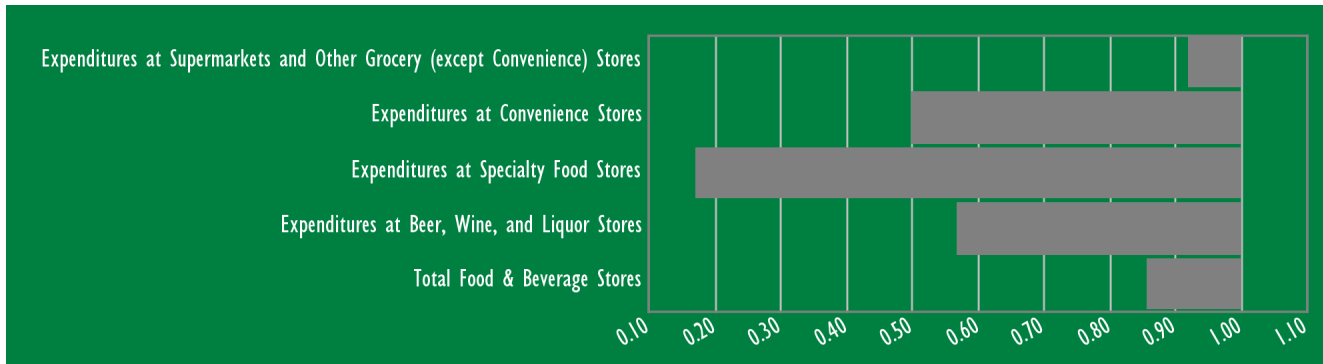 Expenditures at Supermarkets and Other Grocery (except Convenience) Stores
Expenditures at Convenience Stores
Expenditures at Specialty Food Stores
Expenditures at Beer, Wine, and Liquor Stores
Total Food & Beverage Stores
0.10 0.20 0.30 0.40 0.50 0.60 0.70 0.80 0.90 1.00 1.10